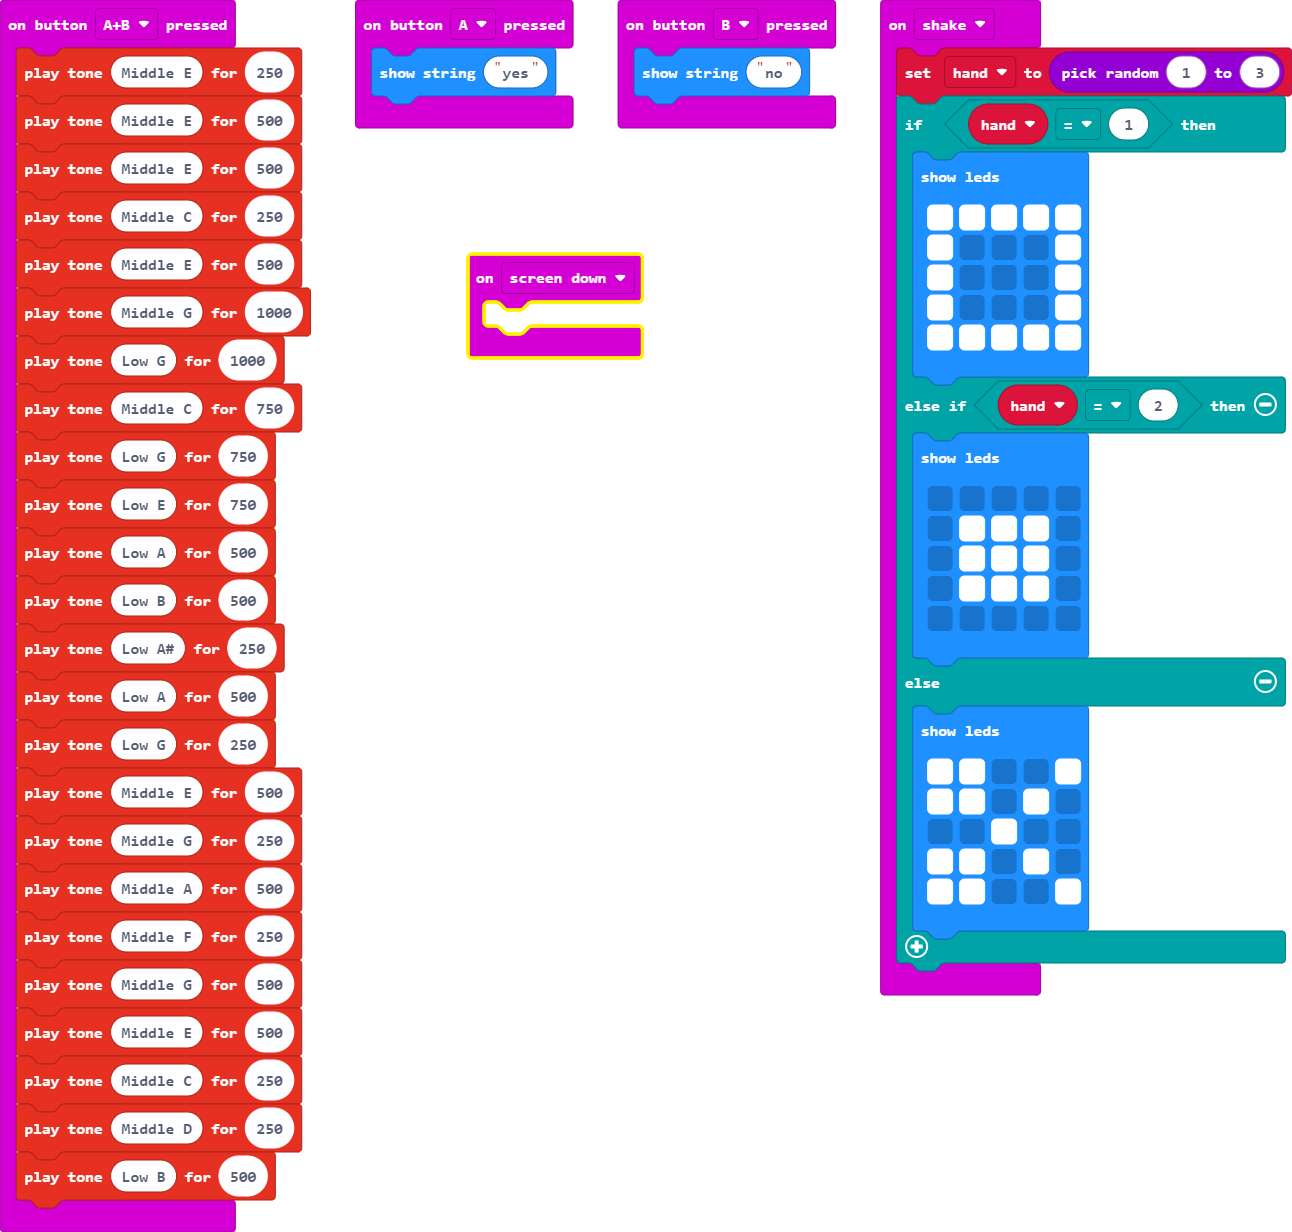 on button A+B pressed
play tone Middle E for 250
play tone Middle E for 500
play tone Middle E for 500
play tone Middle C for 250
play tone Middle E for 500
play tone Middle G for 1000
play tone Low G for 1000
play tone Middle C for 750
play tone Low G for 750
play tone Low E for 750
play tone Low A for 500
play tone Low B for 500
play tone Low A# for 250
play tone Low A for 500
play tone Low G for 250
play tone Middle E for 500
play tone Middle G for 250
play tone Middle A for 500
play tone Middle F for 250
play tone Middle G for 500
play tone Middle E for 500
play tone Middle C for 250
play tone Middle D for 250
play tone Low B for 500
on button A pressed
show string "yes"
on button B pressed
show string "no"
on screen down
on shake
set hand to pick random 1 to 3
if hand = 1 then
show leds
else if hand = 2 then
show leds
else
show leds